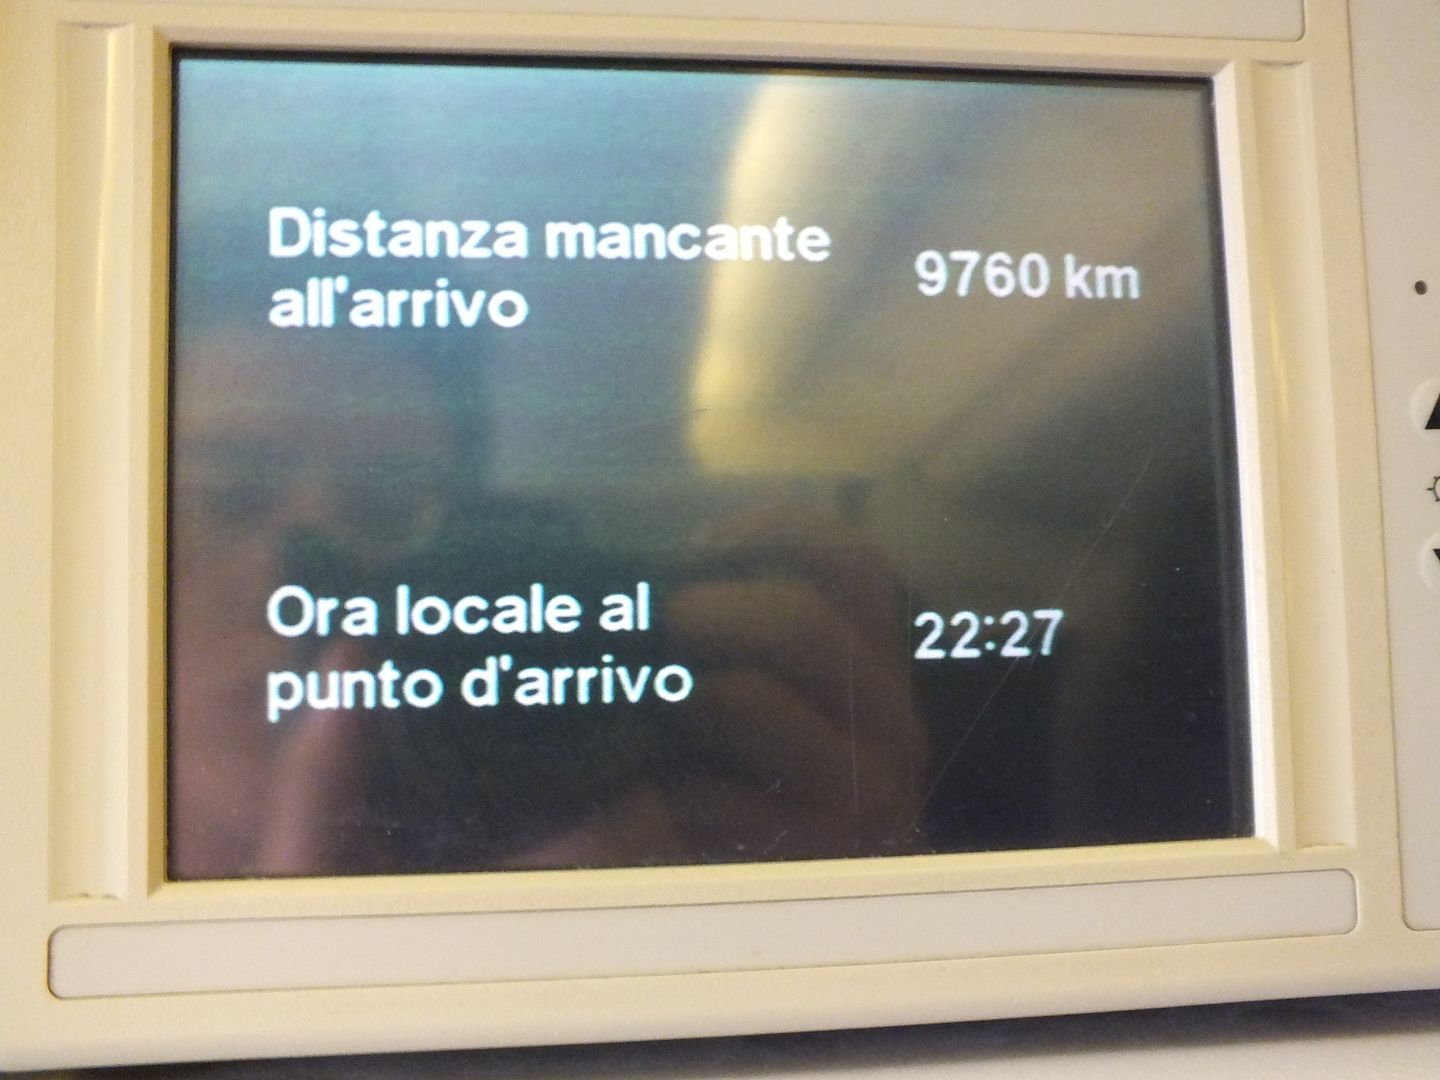 Distanza mancante
all'arrivo
9760 km
Ora locale al
punto d'arrivo
22:27